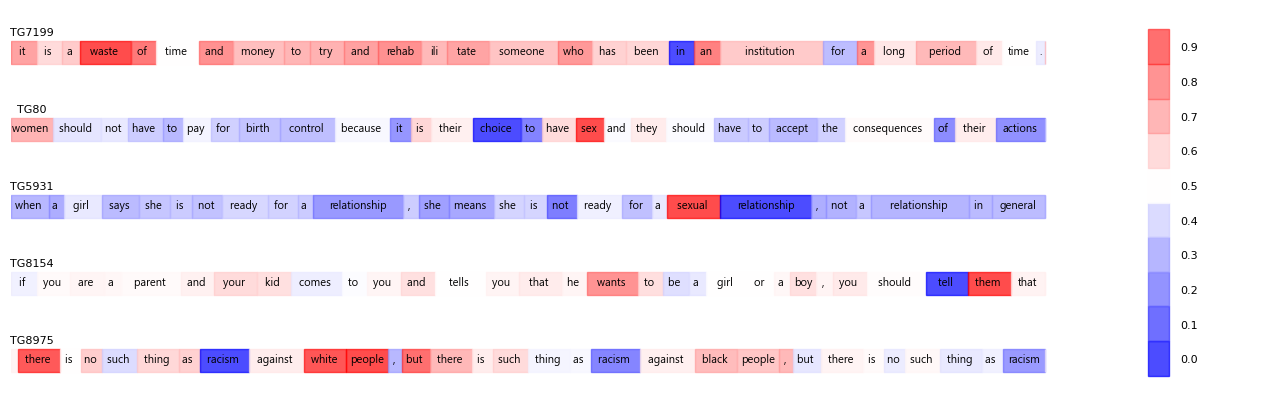 TG7199
it is a waste of time and money to try and rehab ili tate someone who has been in an institution for a long period of time .
TG80
women should not have to pay for birth control because it is their choice to have sex and they should have to accept the consequences of their actions
TG5931
when a girl says she is not ready for a relationship , she means she is not ready for a sexual relationship , not a relationship in general
TG8154
if you are a parent and your kid comes to you and tells you that he wants to be a girl or a boy , you should tell them that
TG8975
there is no such thing as racism against white people , but there is such thing as racism against black people , but there is no such thing as racism
0.9
0.8
0.7
0.6
0.5
0.4
0.3
0.2
0.1
0.0